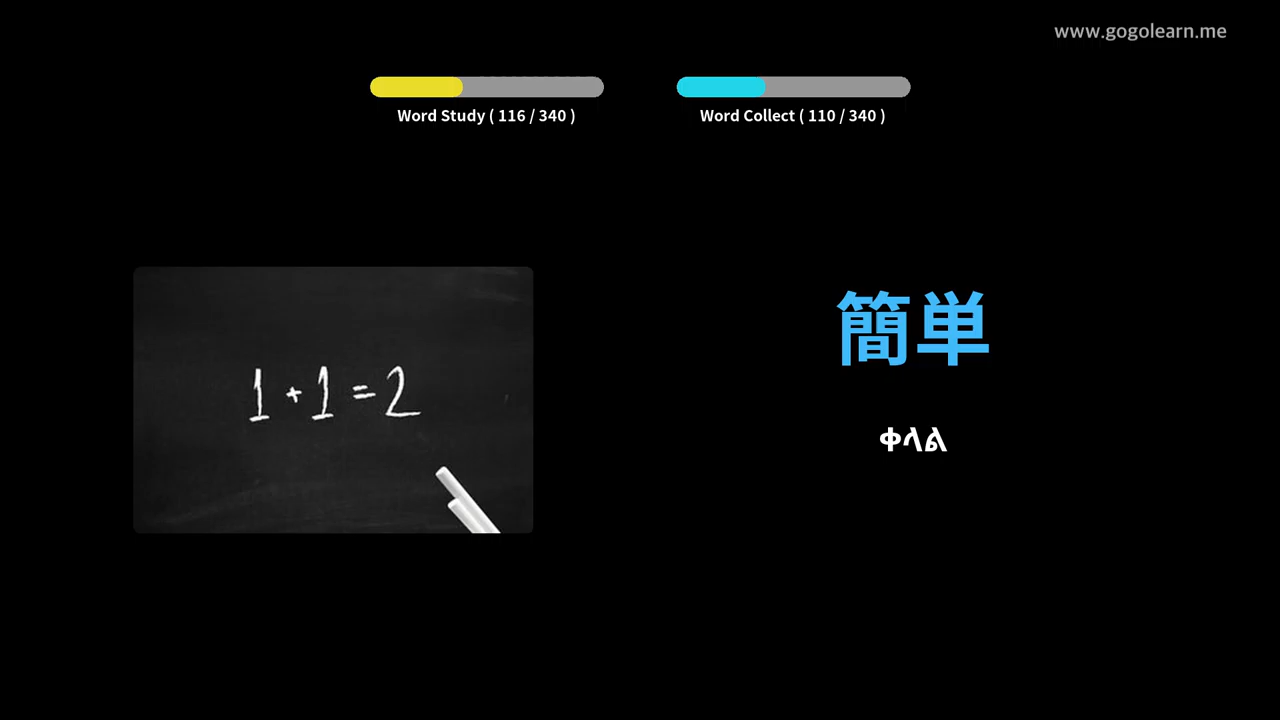 www.gogolearn.me
Word Study ( 116 / 340 )
Word Collect ( 110 / 340 )
1 + 1 = 2
簡単
ቀላል